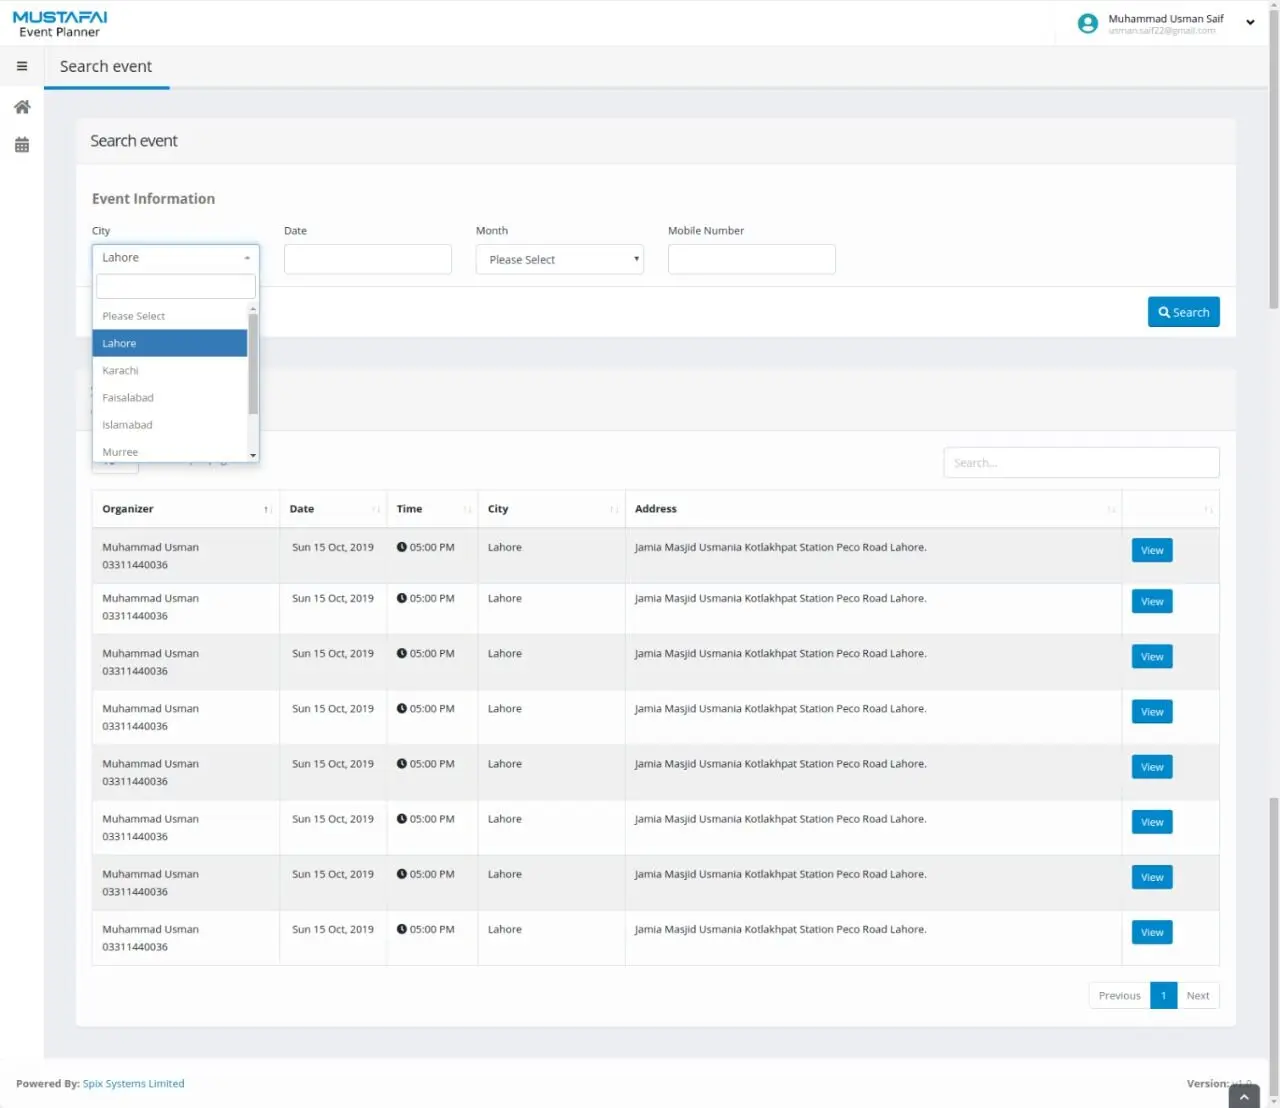 MUSTAFAI
Event Planner
Muhammad Usman Saif
usman.saif22@gmail.com
Search event
Search event
Event Information
City
Date
Month
Mobile Number
Lahore
Please Select
Please Select
Lahore
Karachi
Faisalabad
Islamabad
Murree
Search
Search...
Organizer Date Time City Address
Muhammad Usman Sun 15 Oct, 2019 05:00 PM Lahore Jamia Masjid Usmania Kotlakhpat Station Peco Road Lahore. View
03311440036
Muhammad Usman Sun 15 Oct, 2019 05:00 PM Lahore Jamia Masjid Usmania Kotlakhpat Station Peco Road Lahore. View
03311440036
Muhammad Usman Sun 15 Oct, 2019 05:00 PM Lahore Jamia Masjid Usmania Kotlakhpat Station Peco Road Lahore. View
03311440036
Muhammad Usman Sun 15 Oct, 2019 05:00 PM Lahore Jamia Masjid Usmania Kotlakhpat Station Peco Road Lahore. View
03311440036
Muhammad Usman Sun 15 Oct, 2019 05:00 PM Lahore Jamia Masjid Usmania Kotlakhpat Station Peco Road Lahore. View
03311440036
Muhammad Usman Sun 15 Oct, 2019 05:00 PM Lahore Jamia Masjid Usmania Kotlakhpat Station Peco Road Lahore. View
03311440036
Muhammad Usman Sun 15 Oct, 2019 05:00 PM Lahore Jamia Masjid Usmania Kotlakhpat Station Peco Road Lahore. View
03311440036
Muhammad Usman Sun 15 Oct, 2019 05:00 PM Lahore Jamia Masjid Usmania Kotlakhpat Station Peco Road Lahore. View
03311440036
Previous 1 Next
Powered By: Spix Systems Limited
Version: